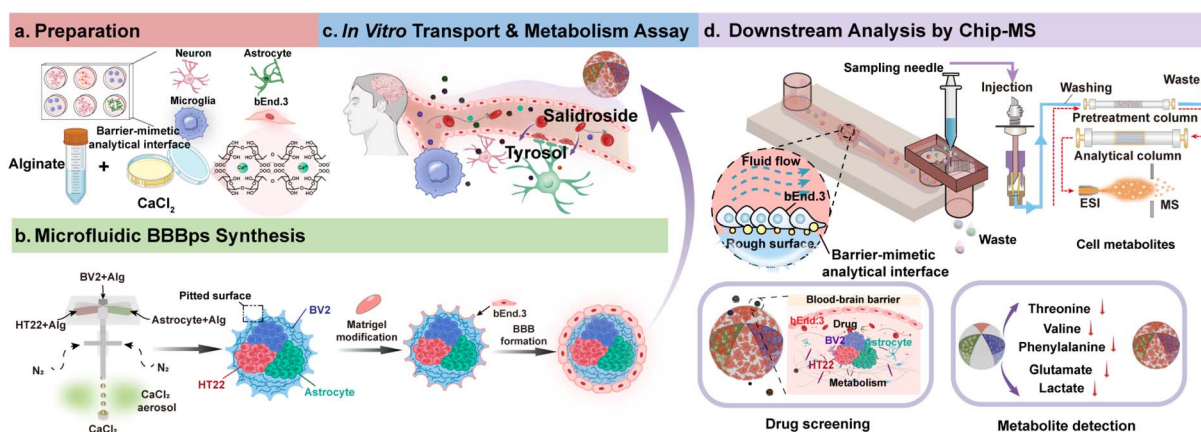 a. Preparation
Neuron
Astrocyte
Microglia
bEnd.3
Barrier-mimetic
analytical interface
Alginate
+
CaCl₂
b. Microfluidic BBBps Synthesis
BV2+Alg
HT22+Alg
Astrocyte+Alg
N₂
N₂
CaCl₂
aerosol
CaCl₂
Pitted surface
BV2
HT22
Astrocyte
Matrigel
modification
bEnd.3
BBB
formation
c. In Vitro Transport & Metabolism Assay
Salidroside
Tyrosol
d. Downstream Analysis by Chip-MS
Sampling needle
Injection
Washing
Waste
Pretreatment column
Analytical column
ESI
MS
Cell metabolites
Fluid flow
bEnd.3
Rough surface
Barrier-mimetic
analytical interface
Waste
Blood-brain barrier
bEnd.3
Drug
BV2
Astrocyte
HT22
Metabolism
Drug screening
Threonine
Valine
Phenylalanine
Glutamate
Lactate
Metabolite detection